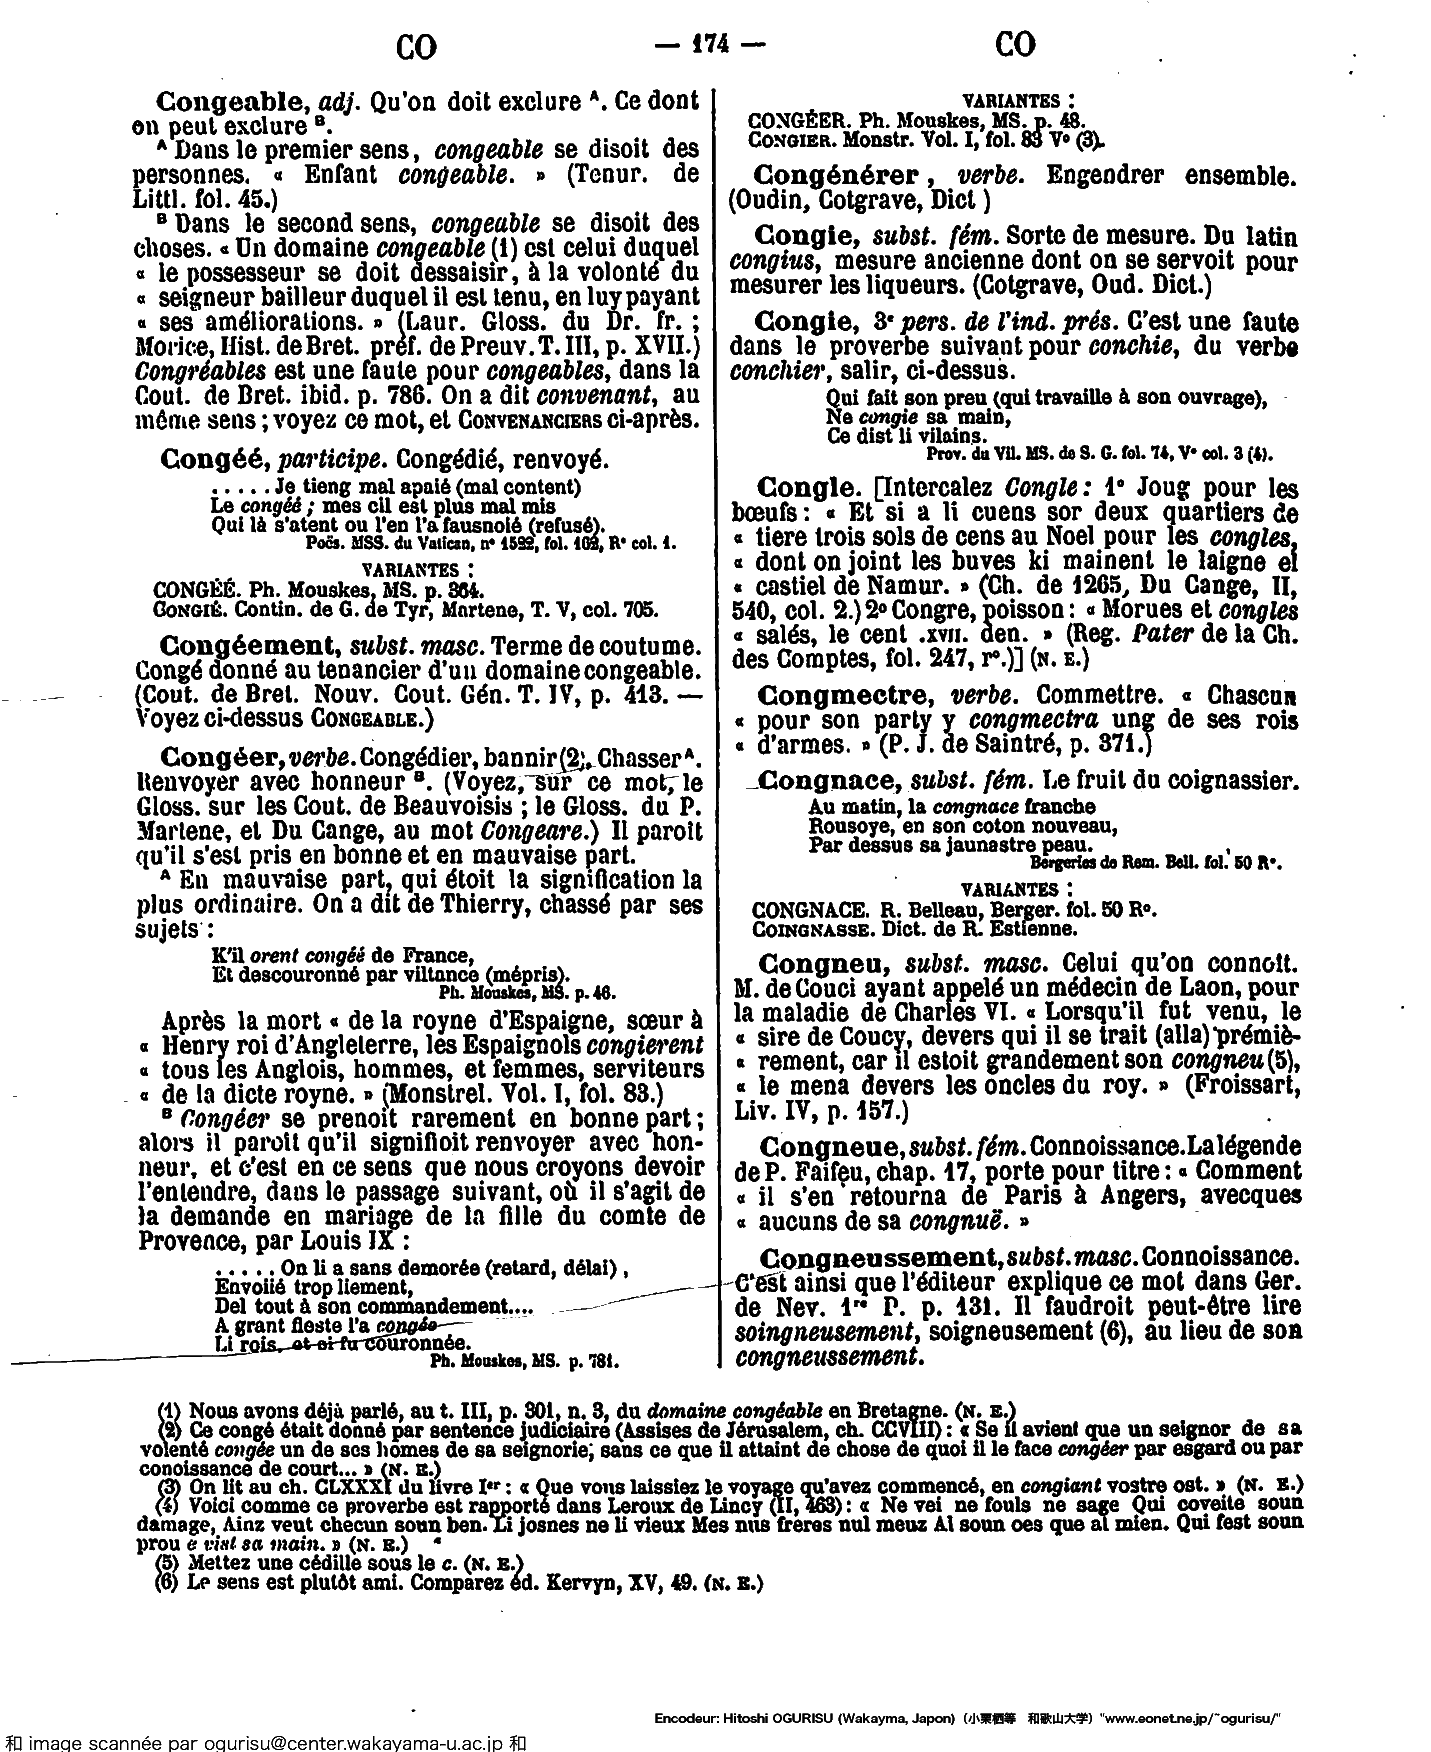 CO
— 174 —
CO
Congeable, adj. Qu'on doit exclure ᴬ. Ce dont
on peut exclure ᴮ.
ᴬ Dans le premier sens, congeable se disoit des
personnes. « Enfant congeable. » (Tenur. de
Littl. fol. 45.)
ᴮ Dans le second sens, congeable se disoit des
choses. « Un domaine congeable (1) est celui duquel
« le possesseur se doit dessaisir, à la volonté du
« seigneur bailleur duquel il est tenu, en luy payant
« ses améliorations. » (Laur. Gloss. du Dr. fr. ;
Morice, Hist. de Bret. préf. de Preuv. T. III, p. XVII.)
Congréables est une faute pour congeables, dans la
Cout. de Bret. ibid. p. 786. On a dit convenant, au
même sens ; voyez ce mot, et CONVENANCIERS ci-après.
Congéé, participe. Congédié, renvoyé.
..... Je tieng mal apaié (mal content)
Le congéé ; mes cil est plus mal mis
Qui là s'atent ou l'en l'a fausnoié (refusé).
Poës. MSS. du Vatican, n° 1522, fol. 102, R° col. 1.
VARIANTES :
CONGÉÉ. Ph. Mouskes, MS. p. 364.
CONGIÉ. Contin. de G. de Tyr, Martene, T. V, col. 705.
Congéement, subst. masc. Terme de coutume.
Congé donné au tenancier d'un domaine congeable.
(Cout. de Bret. Nouv. Cout. Gén. T. IV, p. 413. —
Voyez ci-dessus CONGEABLE.)
Congéer, verbe. Congédier, bannir (2). Chasser ᴬ.
Renvoyer avec honneur ᴮ. (Voyez, sur ce mot, le
Gloss. sur les Cout. de Beauvoisis ; le Gloss. du P.
Martene, et Du Cange, au mot Congeare.) Il paroît
qu'il s'est pris en bonne et en mauvaise part.
ᴬ En mauvaise part, qui étoit la signification la
plus ordinaire. On a dit de Thierry, chassé par ses
sujets :
K'il orent congéé de France,
Et descouronné par viltance (mépris).
Ph. Mouskes, MS. p. 46.
Après la mort « de la royne d'Espaigne, sœur à
« Henry roi d'Angleterre, les Espaignols congierent
« tous les Anglois, hommes, et femmes, serviteurs
« de la dicte royne. » (Monstrel. Vol. I, fol. 83.)
ᴮ Congéer se prenoit rarement en bonne part ;
alors il paroît qu'il signifioit renvoyer avec hon-
neur, et c'est en ce sens que nous croyons devoir
l'entendre, dans le passage suivant, où il s'agit de
la demande en mariage de la fille du comte de
Provence, par Louis IX :
..... On li a sans demorée (retard, délai),
Envoiié trop liement,
Del tout à son commandement....
A grant fieste l'a congée
Li rois, et si fu couronnée.
Ph. Mouskes, MS. p. 781.
VARIANTES :
CONGÉER. Ph. Mouskes, MS. p. 48.
CONGIER. Monstr. Vol. I, fol. 83 V° (3).
Congénérer, verbe. Engendrer ensemble.
(Oudin, Cotgrave, Dict )
Congie, subst. fém. Sorte de mesure. Du latin
congius, mesure ancienne dont on se servoit pour
mesurer les liqueurs. (Cotgrave, Oud. Dict.)
Congie, 3ᵉ pers. de l'ind. prés. C'est une faute
dans le proverbe suivant pour conchie, du verbe
conchier, salir, ci-dessus.
Qui fait son preu (qui travaille à son ouvrage),
Ne congie sa main,
Ce dist li vilains.
Prov. du Vil. MS. de S. G. fol. 74, V° col. 3 (4).
Congle. [Intercalez Congle : 1° Joug pour les
bœufs : « Et si a li cuens sor deux quartiers de
« tiere trois sols de cens au Noel pour les congles,
« dont on joint les buves ki mainent le laigne el
« castiel de Namur. » (Ch. de 1265, Du Cange, II,
540, col. 2.) 2° Congre, poisson : « Morues et congles
« salés, le cent .XVII. den. » (Reg. Pater de la Ch.
des Comptes, fol. 247, r°.)] (N. E.)
Congmectre, verbe. Commettre. « Chascun
« pour son party y congmectra ung de ses rois
« d'armes. » (P. J. de Saintré, p. 371.)
Congnace, subst. fém. Le fruit du coignassier.
Au matin, la congnace franche
Rousoye, en son coton nouveau,
Par dessus sa jaunastre peau.
Bergeries de Rem. Bell. fol. 50 R°.
VARIANTES :
CONGNACE. R. Belleau, Berger. fol. 50 R°.
COINGNASSE. Dict. de R. Estienne.
Congneu, subst. masc. Celui qu'on connoît.
M. de Couci ayant appelé un médecin de Laon, pour
la maladie de Charles VI. « Lorsqu'il fut venu, le
« sire de Coucy, devers qui il se trait (alla) prémiè-
« rement, car il estoit grandement son congneu (5),
« le mena devers les oncles du roy. » (Froissart,
Liv. IV, p. 157.)
Congneue, subst. fém. Connoissance. La légende
de P. Faifeu, chap. 17, porte pour titre : « Comment
« il s'en retourna de Paris à Angers, avecques
« aucuns de sa congnuë. »
Congneussement, subst. masc. Connoissance.
C'est ainsi que l'éditeur explique ce mot dans Ger.
de Nev. 1ʳᵉ P. p. 131. Il faudroit peut-être lire
soingneusement, soigneusement (6), au lieu de son
congneussement.
(1) Nous avons déjà parlé, au t. III, p. 301, n. 3, du domaine congéable en Bretagne. (N. E.)
(2) Ce congé était donné par sentence judiciaire (Assises de Jérusalem, ch. CCVIII) : « Se il avient que un seignor de sa
volenté congée un de ses homes de sa seignorie; sans ce que il attaint de chose de quoi il le face congéer par esgard ou par
conoissance de court... » (N. E.)
(3) On lit au ch. CLXXXI du livre Iᵉʳ : « Que vous laissiez le voyage qu'avez commencé, en congiant vostre ost. » (N. E.)
(4) Voici comme ce proverbe est rapporté dans Leroux de Lincy (II, 463) : « Ne vei ne fouls ne sage Qui coveite soun
damage, Ainz veut checun soun ben. Li josnes ne li vieux Mes nus freres nul meuz Al soun oes que al mien. Qui fest soun
prou e vist sa main. » (N. E.)
(5) Mettez une cédille sous le c. (N. E.)
(6) Le sens est plutôt ami. Comparez éd. Kervyn, XV, 49. (N. E.)
Encodeur: Hitoshi OGURISU (Wakayma, Japon) (小栗栖等 和歌山大学) "www.eonet.ne.jp/~ogurisu/"
和 image scannée par ogurisu@center.wakayama-u.ac.jp 和